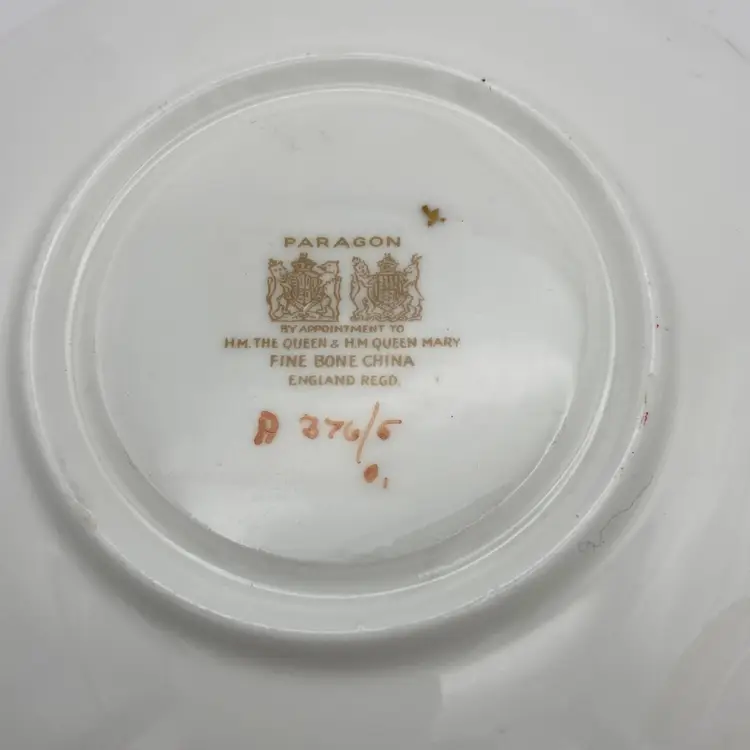 PARAGON
BY APPOINTMENT TO
H.M. THE QUEEN & H.M QUEEN MARY
FINE BONE CHINA
ENGLAND REGD.
A 376/5